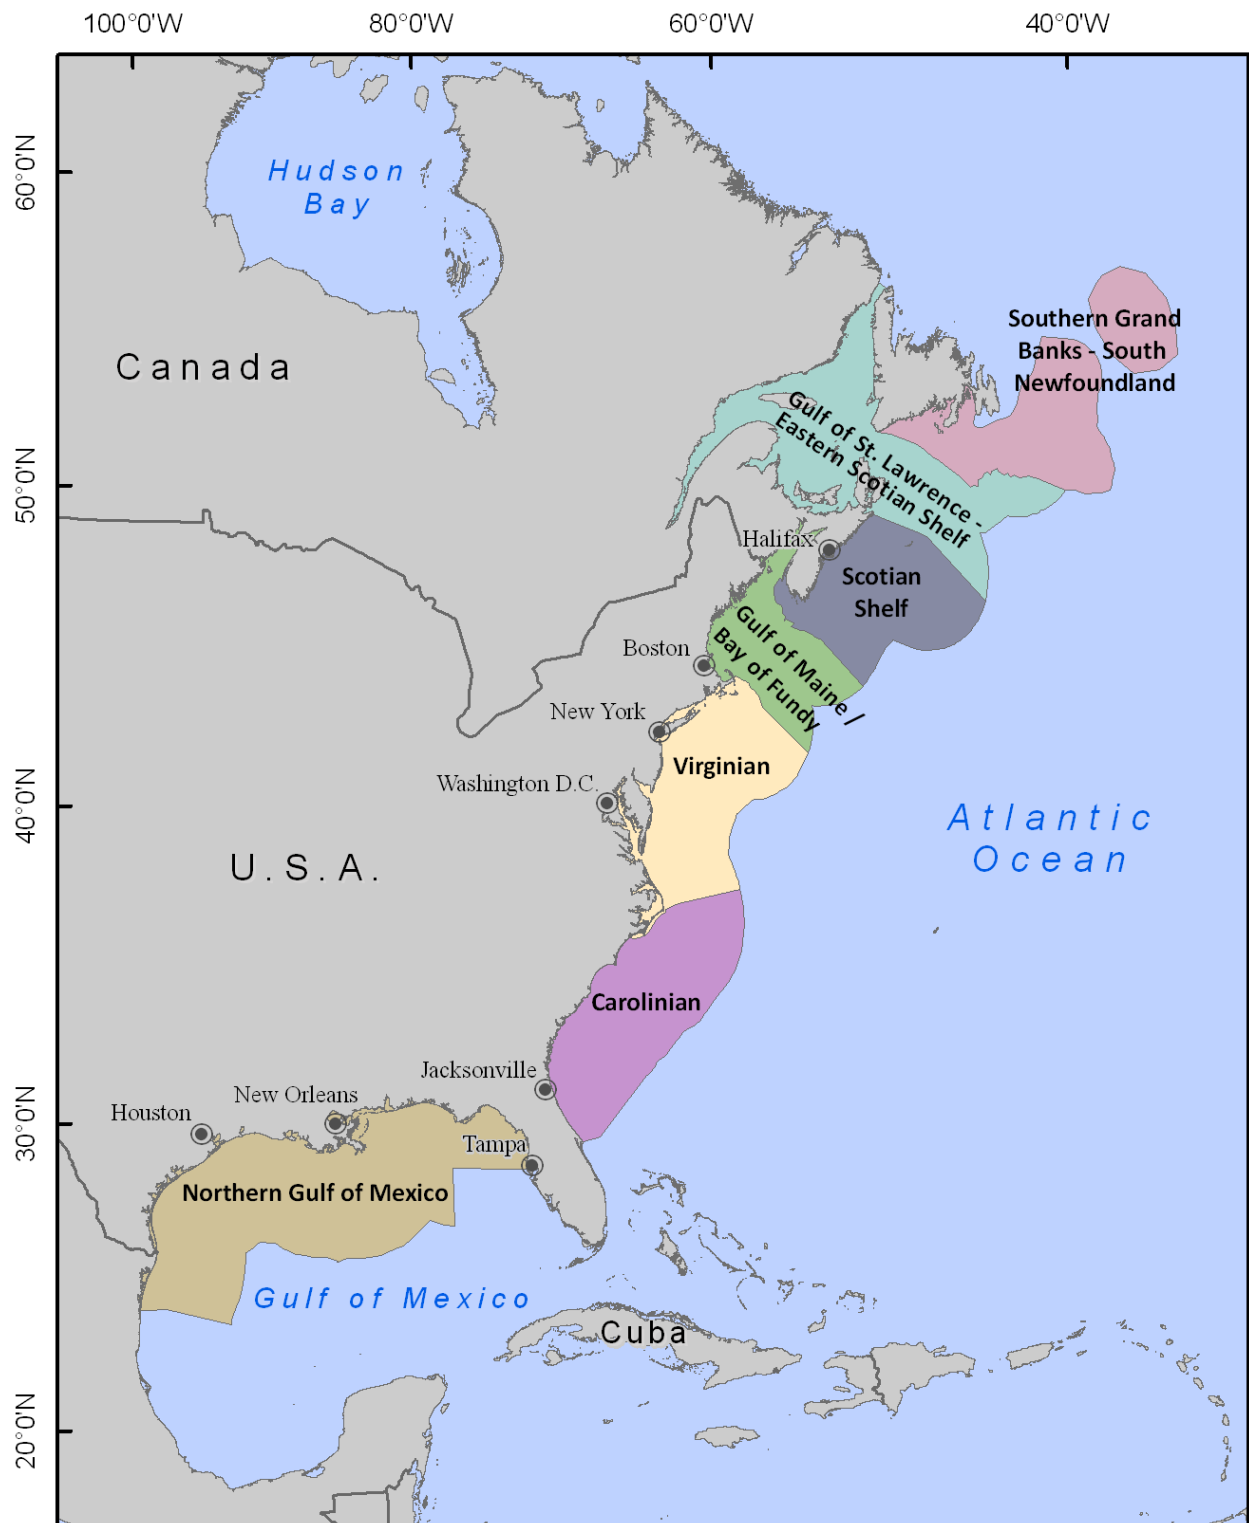 100°0'W
80°0'W
60°0'W
40°0'W
60°0'N
50°0'N
40°0'N
30°0'N
20°0'N
Hudson
Bay
Canada
Southern Grand
Banks - South
Newfoundland
Gulf of St. Lawrence -
Eastern Scotian Shelf
Halifax
Scotian
Shelf
Gulf of Maine /
Bay of Fundy
Boston
New York
Virginian
Washington D.C.
Atlantic
Ocean
U.S.A.
Carolinian
Jacksonville
New Orleans
Houston
Tampa
Northern Gulf of Mexico
Gulf of Mexico
Cuba